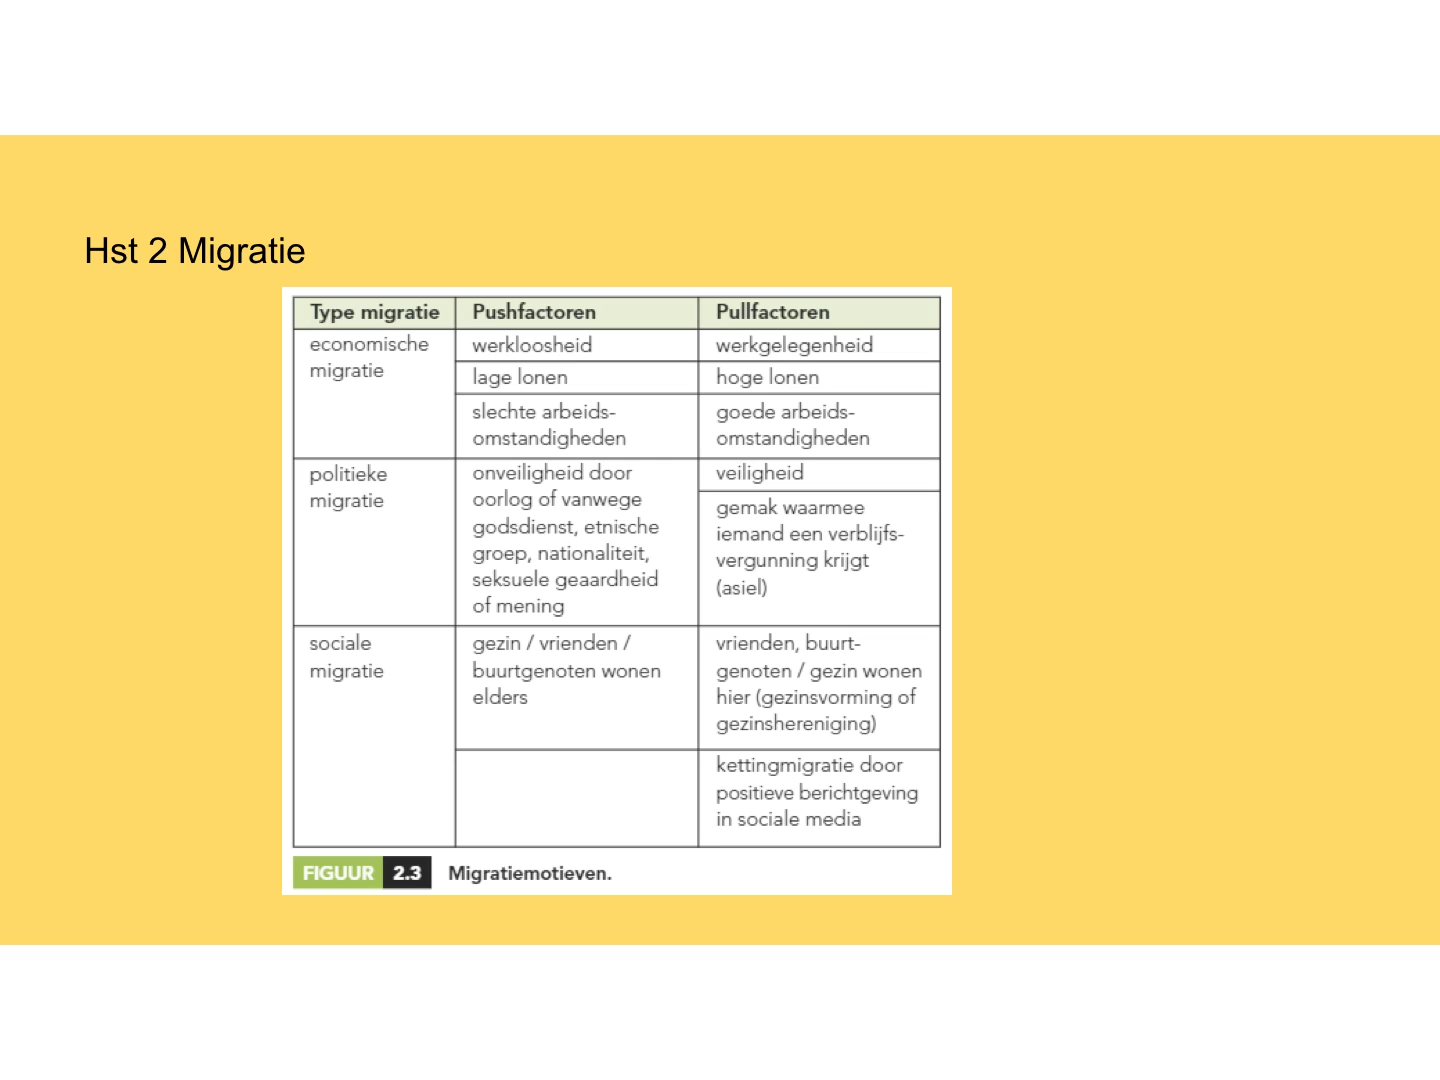 Hst 2 Migratie
Type migratie Pushfactoren Pullfactoren
economische
migratie
werkloosheid
werkgelegenheid
lage lonen
hoge lonen
slechte arbeids-
omstandigheden
goede arbeids-
omstandigheden
politieke
migratie
onveiligheid door
oorlog of vanwege
godsdienst, etnische
groep, nationaliteit,
seksuele geaardheid
of mening
veiligheid
gemak waarmee
iemand een verblijfs-
vergunning krijgt
(asiel)
sociale
migratie
gezin / vrienden /
buurtgenoten wonen
elders
vrienden, buurt-
genoten / gezin wonen
hier (gezinsvorming of
gezinshereniging)
kettingmigratie door
positieve berichtgeving
in sociale media
FIGUUR 2.3 Migratiemotieven.